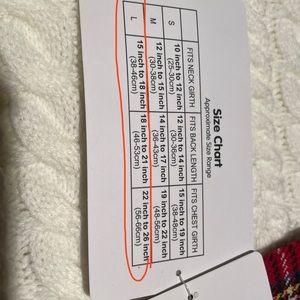 Size Chart
Approximate Size Range
FITS NECK GIRTH FITS BACK LENGTH FITS CHEST GIRTH
S 10 inch to 12 inch 12 inch to 14 inch 15 inch to 19 inch
(25-30cm) (30-36cm) (38-48cm)
M 12 inch to 15 inch 14 inch to 17 inch 19 inch to 22 inch
(30-38cm) (36-43cm) (48-56cm)
L 15 inch to 18 inch 18 inch to 21 inch 22 inch to 26 inch
(38-46cm) (46-53cm) (56-66cm)